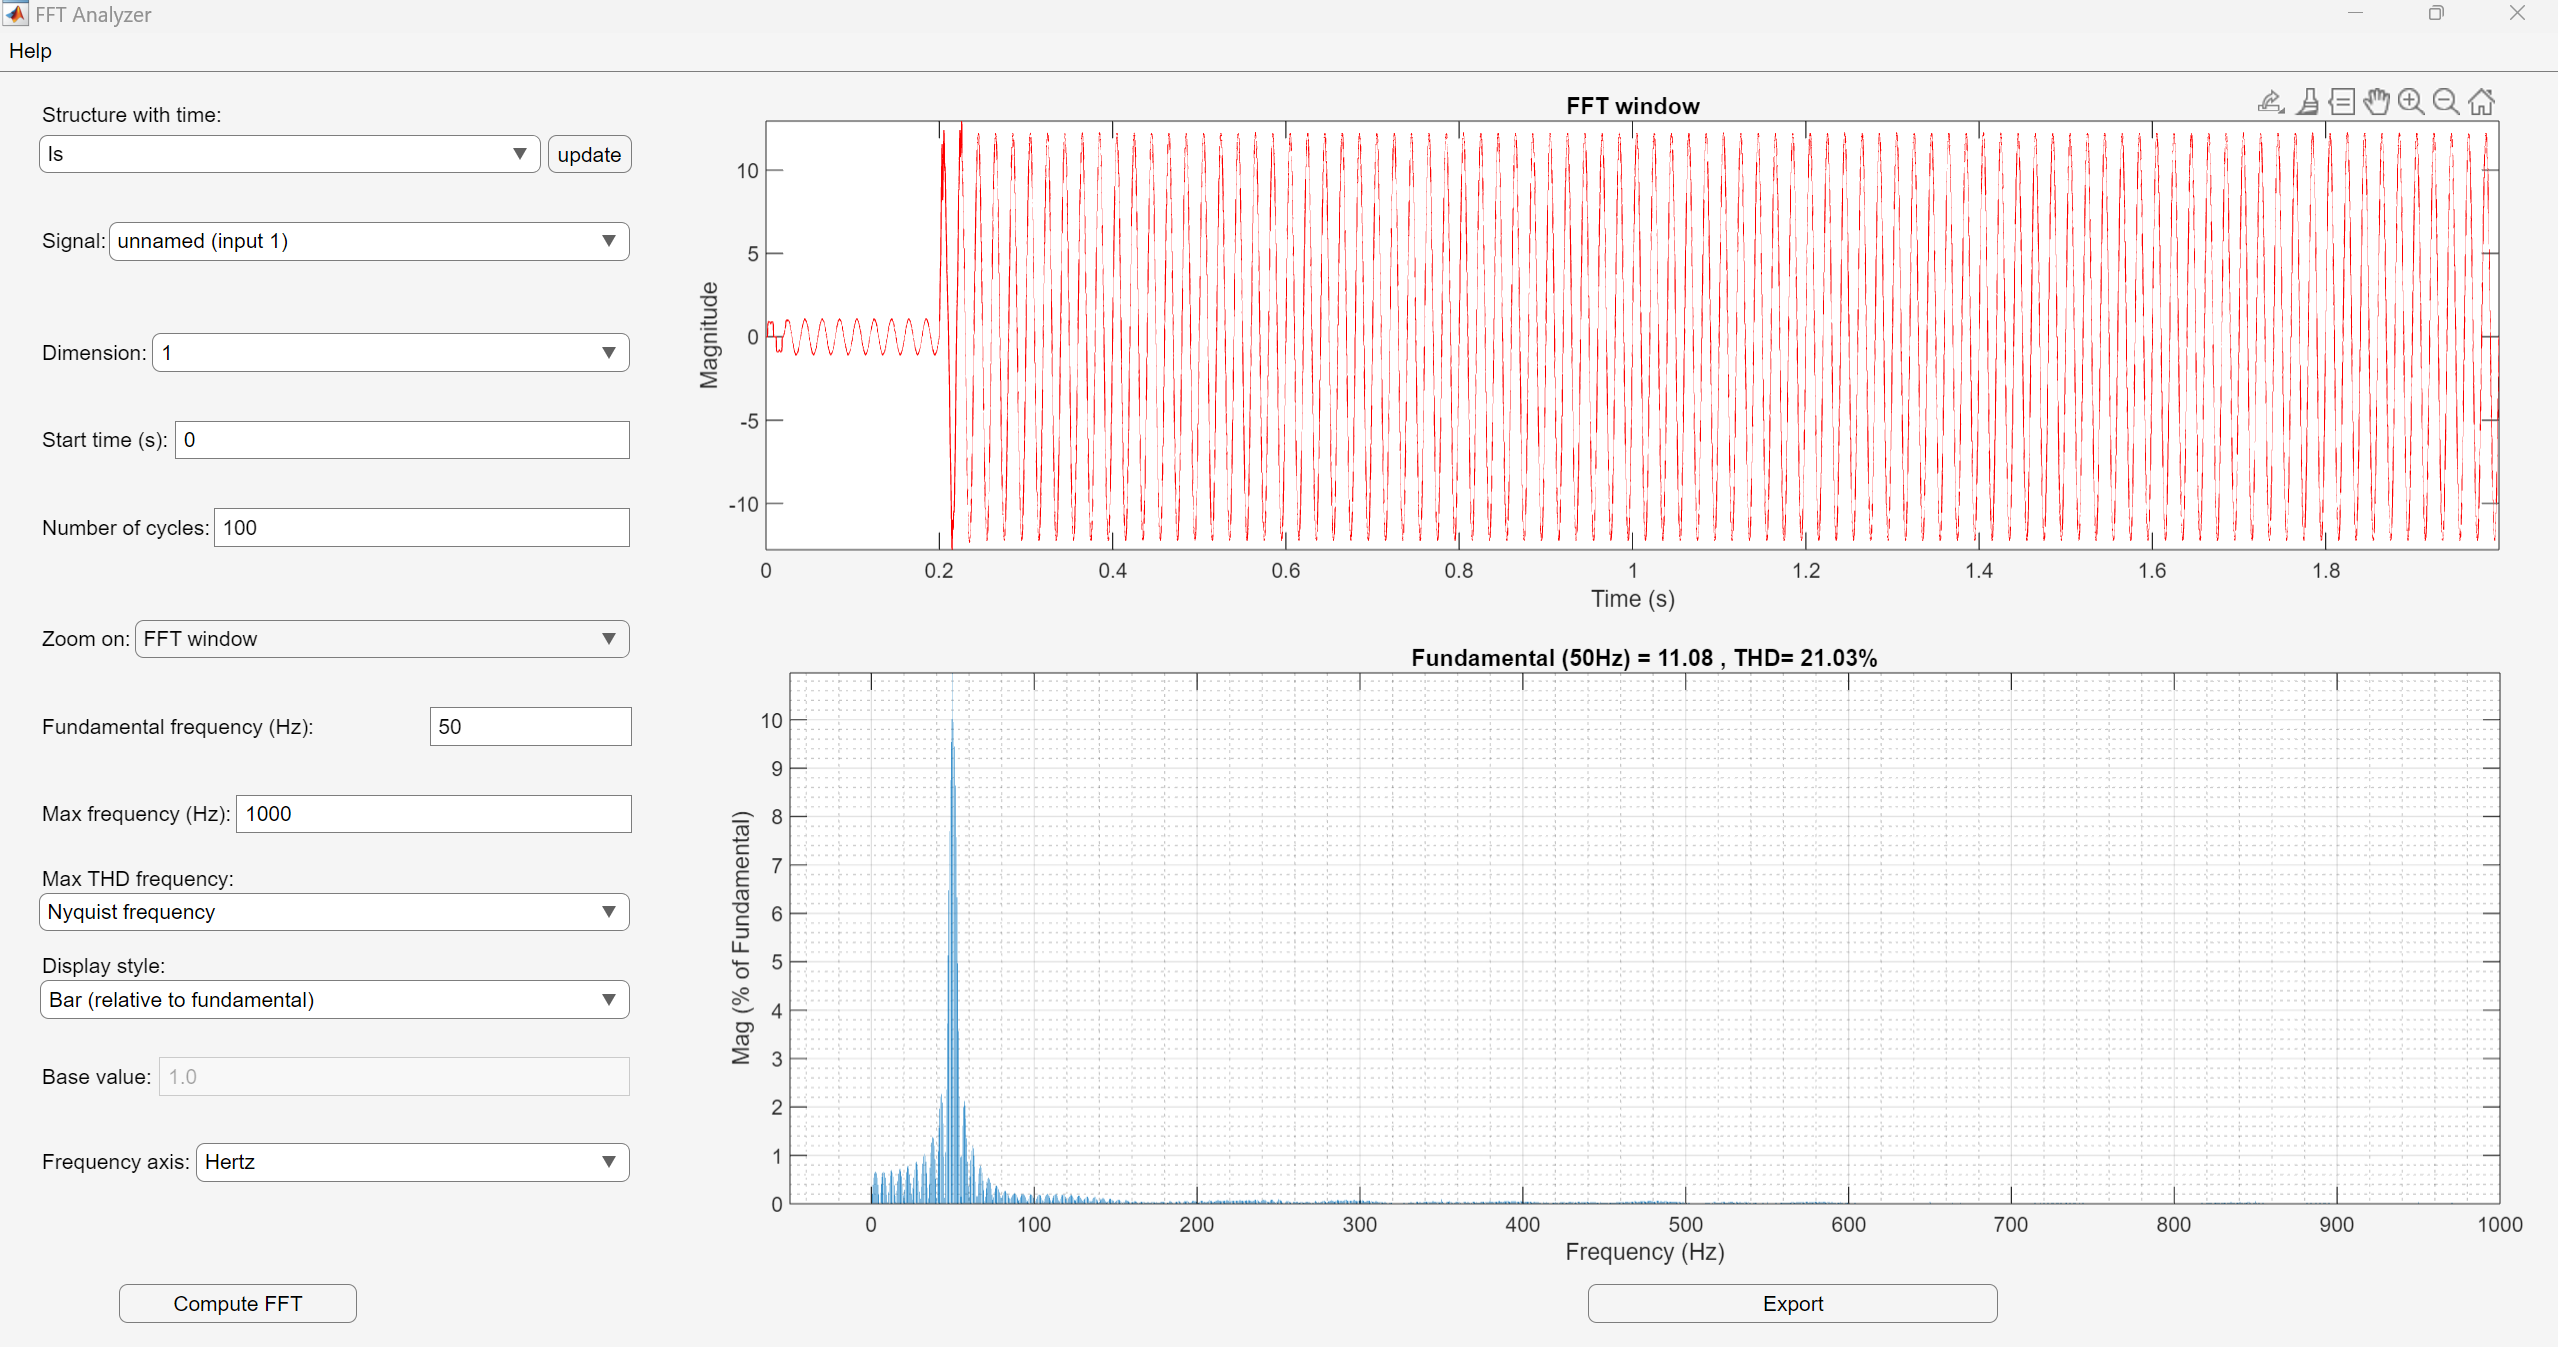 FFT Analyzer
Help
Structure with time:
Is
update
Signal:
unnamed (input 1)
Dimension:
1
Start time (s):
0
Number of cycles:
100
Zoom on:
FFT window
Fundamental frequency (Hz):
50
Max frequency (Hz):
1000
Max THD frequency:
Nyquist frequency
Display style:
Bar (relative to fundamental)
Base value:
1.0
Frequency axis:
Hertz
Compute FFT
FFT window
Magnitude
10
5
0
-5
-10
0 0.2 0.4 0.6 0.8 1 1.2 1.4 1.6 1.8
Time (s)
Fundamental (50Hz) = 11.08 , THD= 21.03%
Mag (% of Fundamental)
10
9
8
7
6
5
4
3
2
1
0
0 100 200 300 400 500 600 700 800 900 1000
Frequency (Hz)
Export